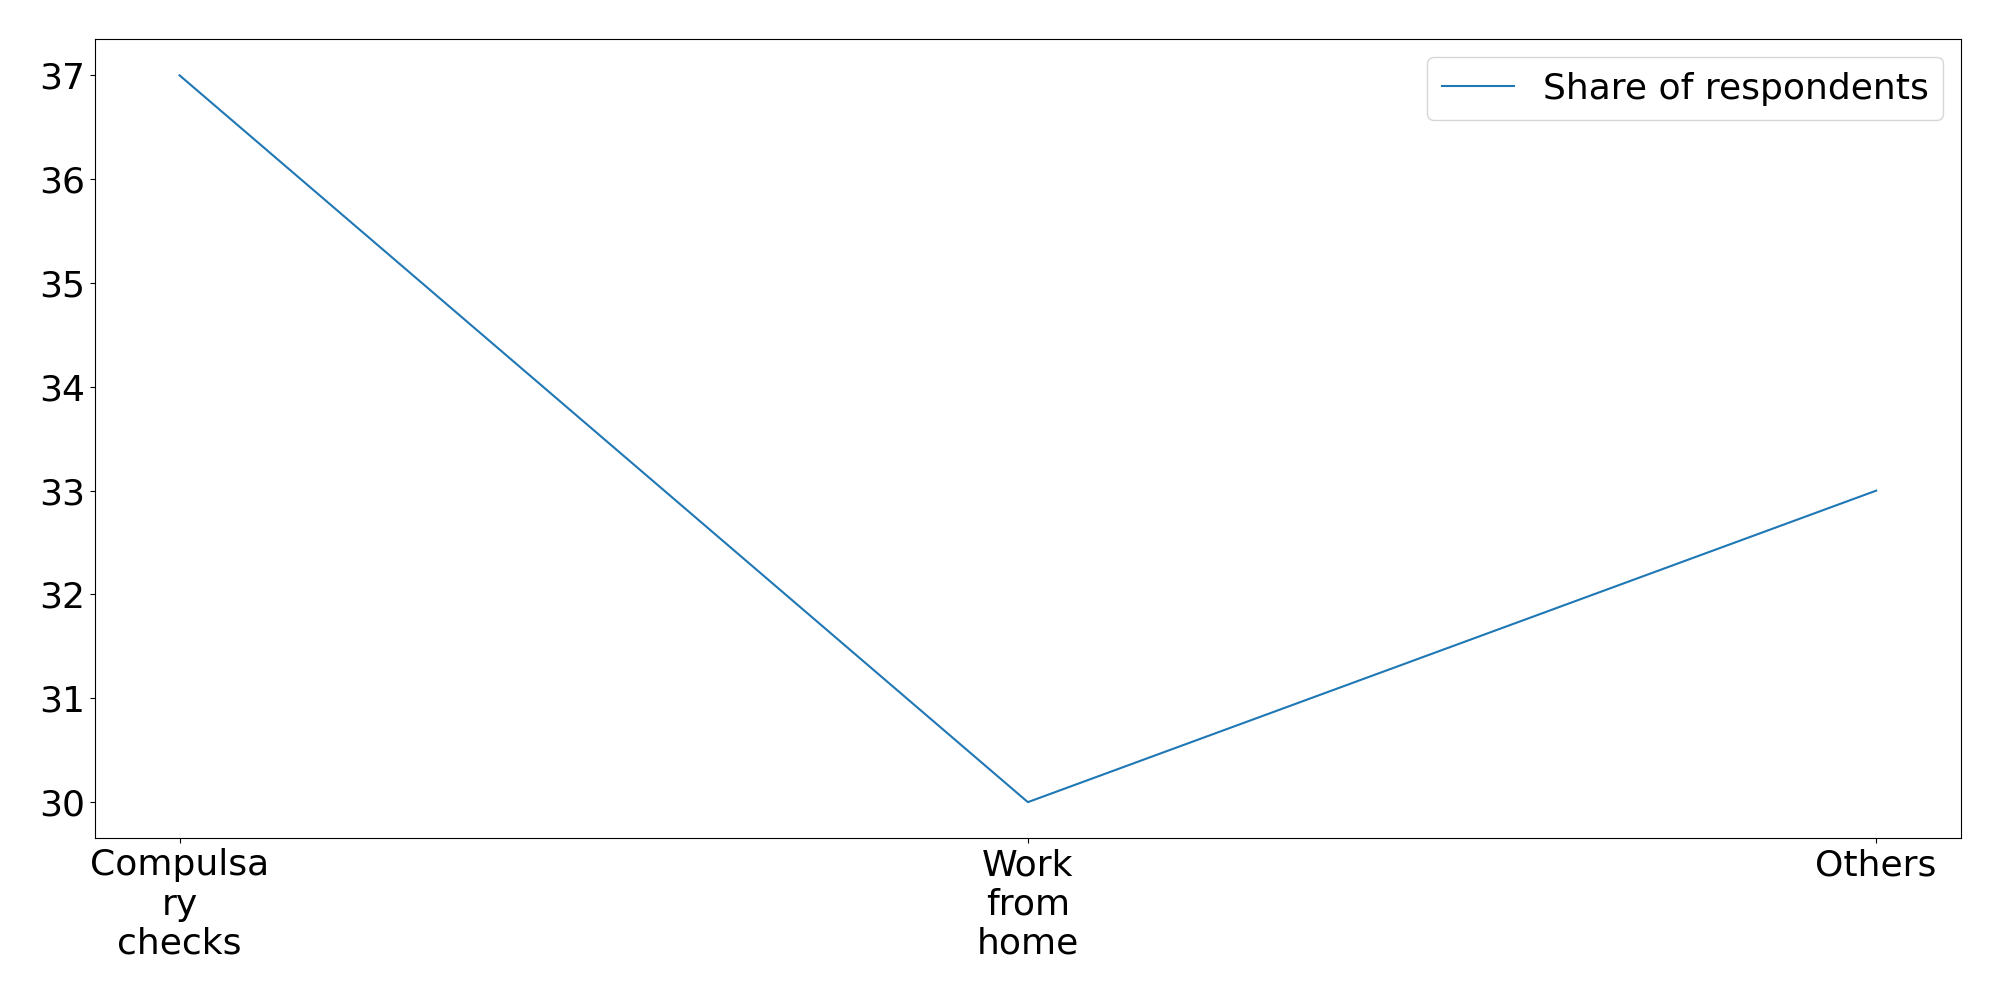 Share of respondents
37
36
35
34
33
32
31
30
Compulsa
ry
checks
Work
from
home
Others